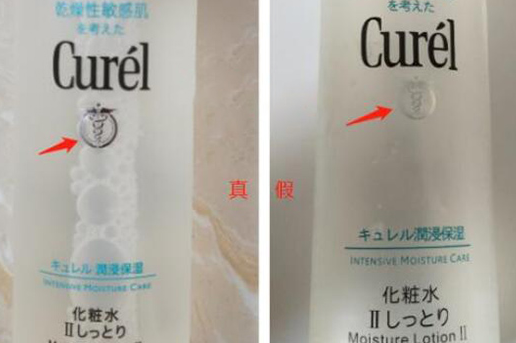 乾燥性敏感肌
を考えた
Curél
キュレル 潤浸保湿
INTENSIVE MOISTURE CARE
化粧水
IIしっとり
真
假
を考えた
Curél
キュレル潤浸保湿
INTENSIVE MOISTURE CARE
化粧水
IIしっとり
Moisture Lotion II